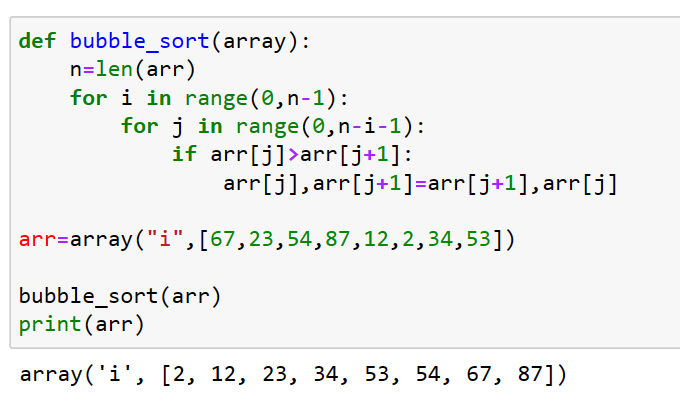 def bubble_sort(array):
    n=len(arr)
    for i in range(0,n-1):
        for j in range(0,n-i-1):
            if arr[j]>arr[j+1]:
                arr[j],arr[j+1]=arr[j+1],arr[j]

arr=array("i",[67,23,54,87,12,2,34,53])

bubble_sort(arr)
print(arr)
array('i', [2, 12, 23, 34, 53, 54, 67, 87])